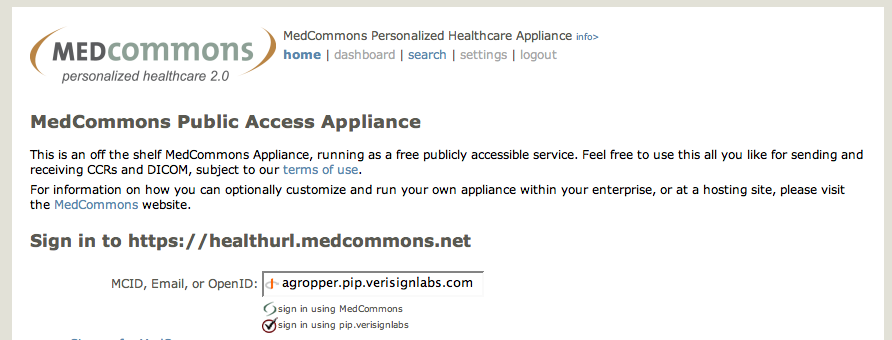 MEDcommons
personalized healthcare 2.0
MedCommons Personalized Healthcare Appliance info>
home | dashboard | search | settings | logout
MedCommons Public Access Appliance
This is an off the shelf MedCommons Appliance, running as a free publicly accessible service. Feel free to use this all you like for sending and
receiving CCRs and DICOM, subject to our terms of use.
For information on how you can optionally customize and run your own appliance within your enterprise, or at a hosting site, please visit
the MedCommons website.
Sign in to https://healthurl.medcommons.net
MCID, Email, or OpenID: agropper.pip.verisignlabs.com
sign in using MedCommons
sign in using pip.verisignlabs